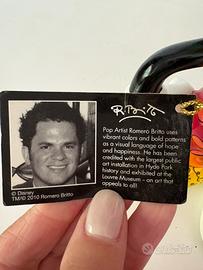 R. Britto
Pop Artist Romero Britto uses
vibrant colors and bold patterns
as a visual language of hope
and happiness. He has been
credited with the largest public
art installation in Hyde Park
history and exhibited at the
Louvre Museum - an art that
appeals to all!
© Disney
TM/© 2010 Romero Britto
subito